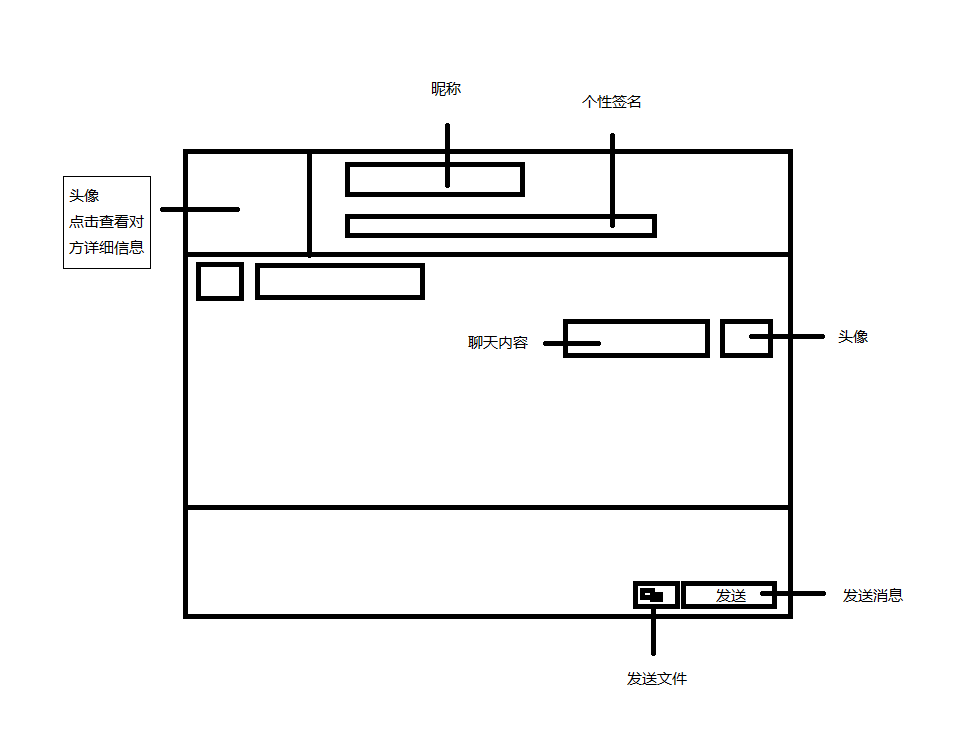 昵称
个性签名
头像
点击查看对
方详细信息
聊天内容
头像
发送
发送消息
发送文件